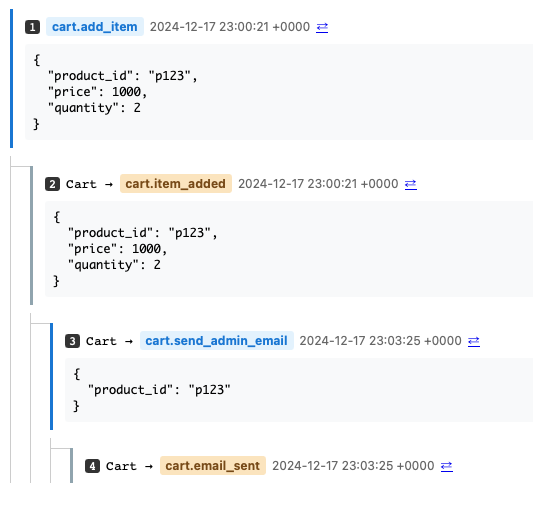 1 cart.add_item 2024-12-17 23:00:21 +0000 ⇄
{
"product_id": "p123",
"price": 1000,
"quantity": 2
}
2 Cart → cart.item_added 2024-12-17 23:00:21 +0000 ⇄
{
"product_id": "p123",
"price": 1000,
"quantity": 2
}
3 Cart → cart.send_admin_email 2024-12-17 23:03:25 +0000 ⇄
{
"product_id": "p123"
}
4 Cart → cart.email_sent 2024-12-17 23:03:25 +0000 ⇄